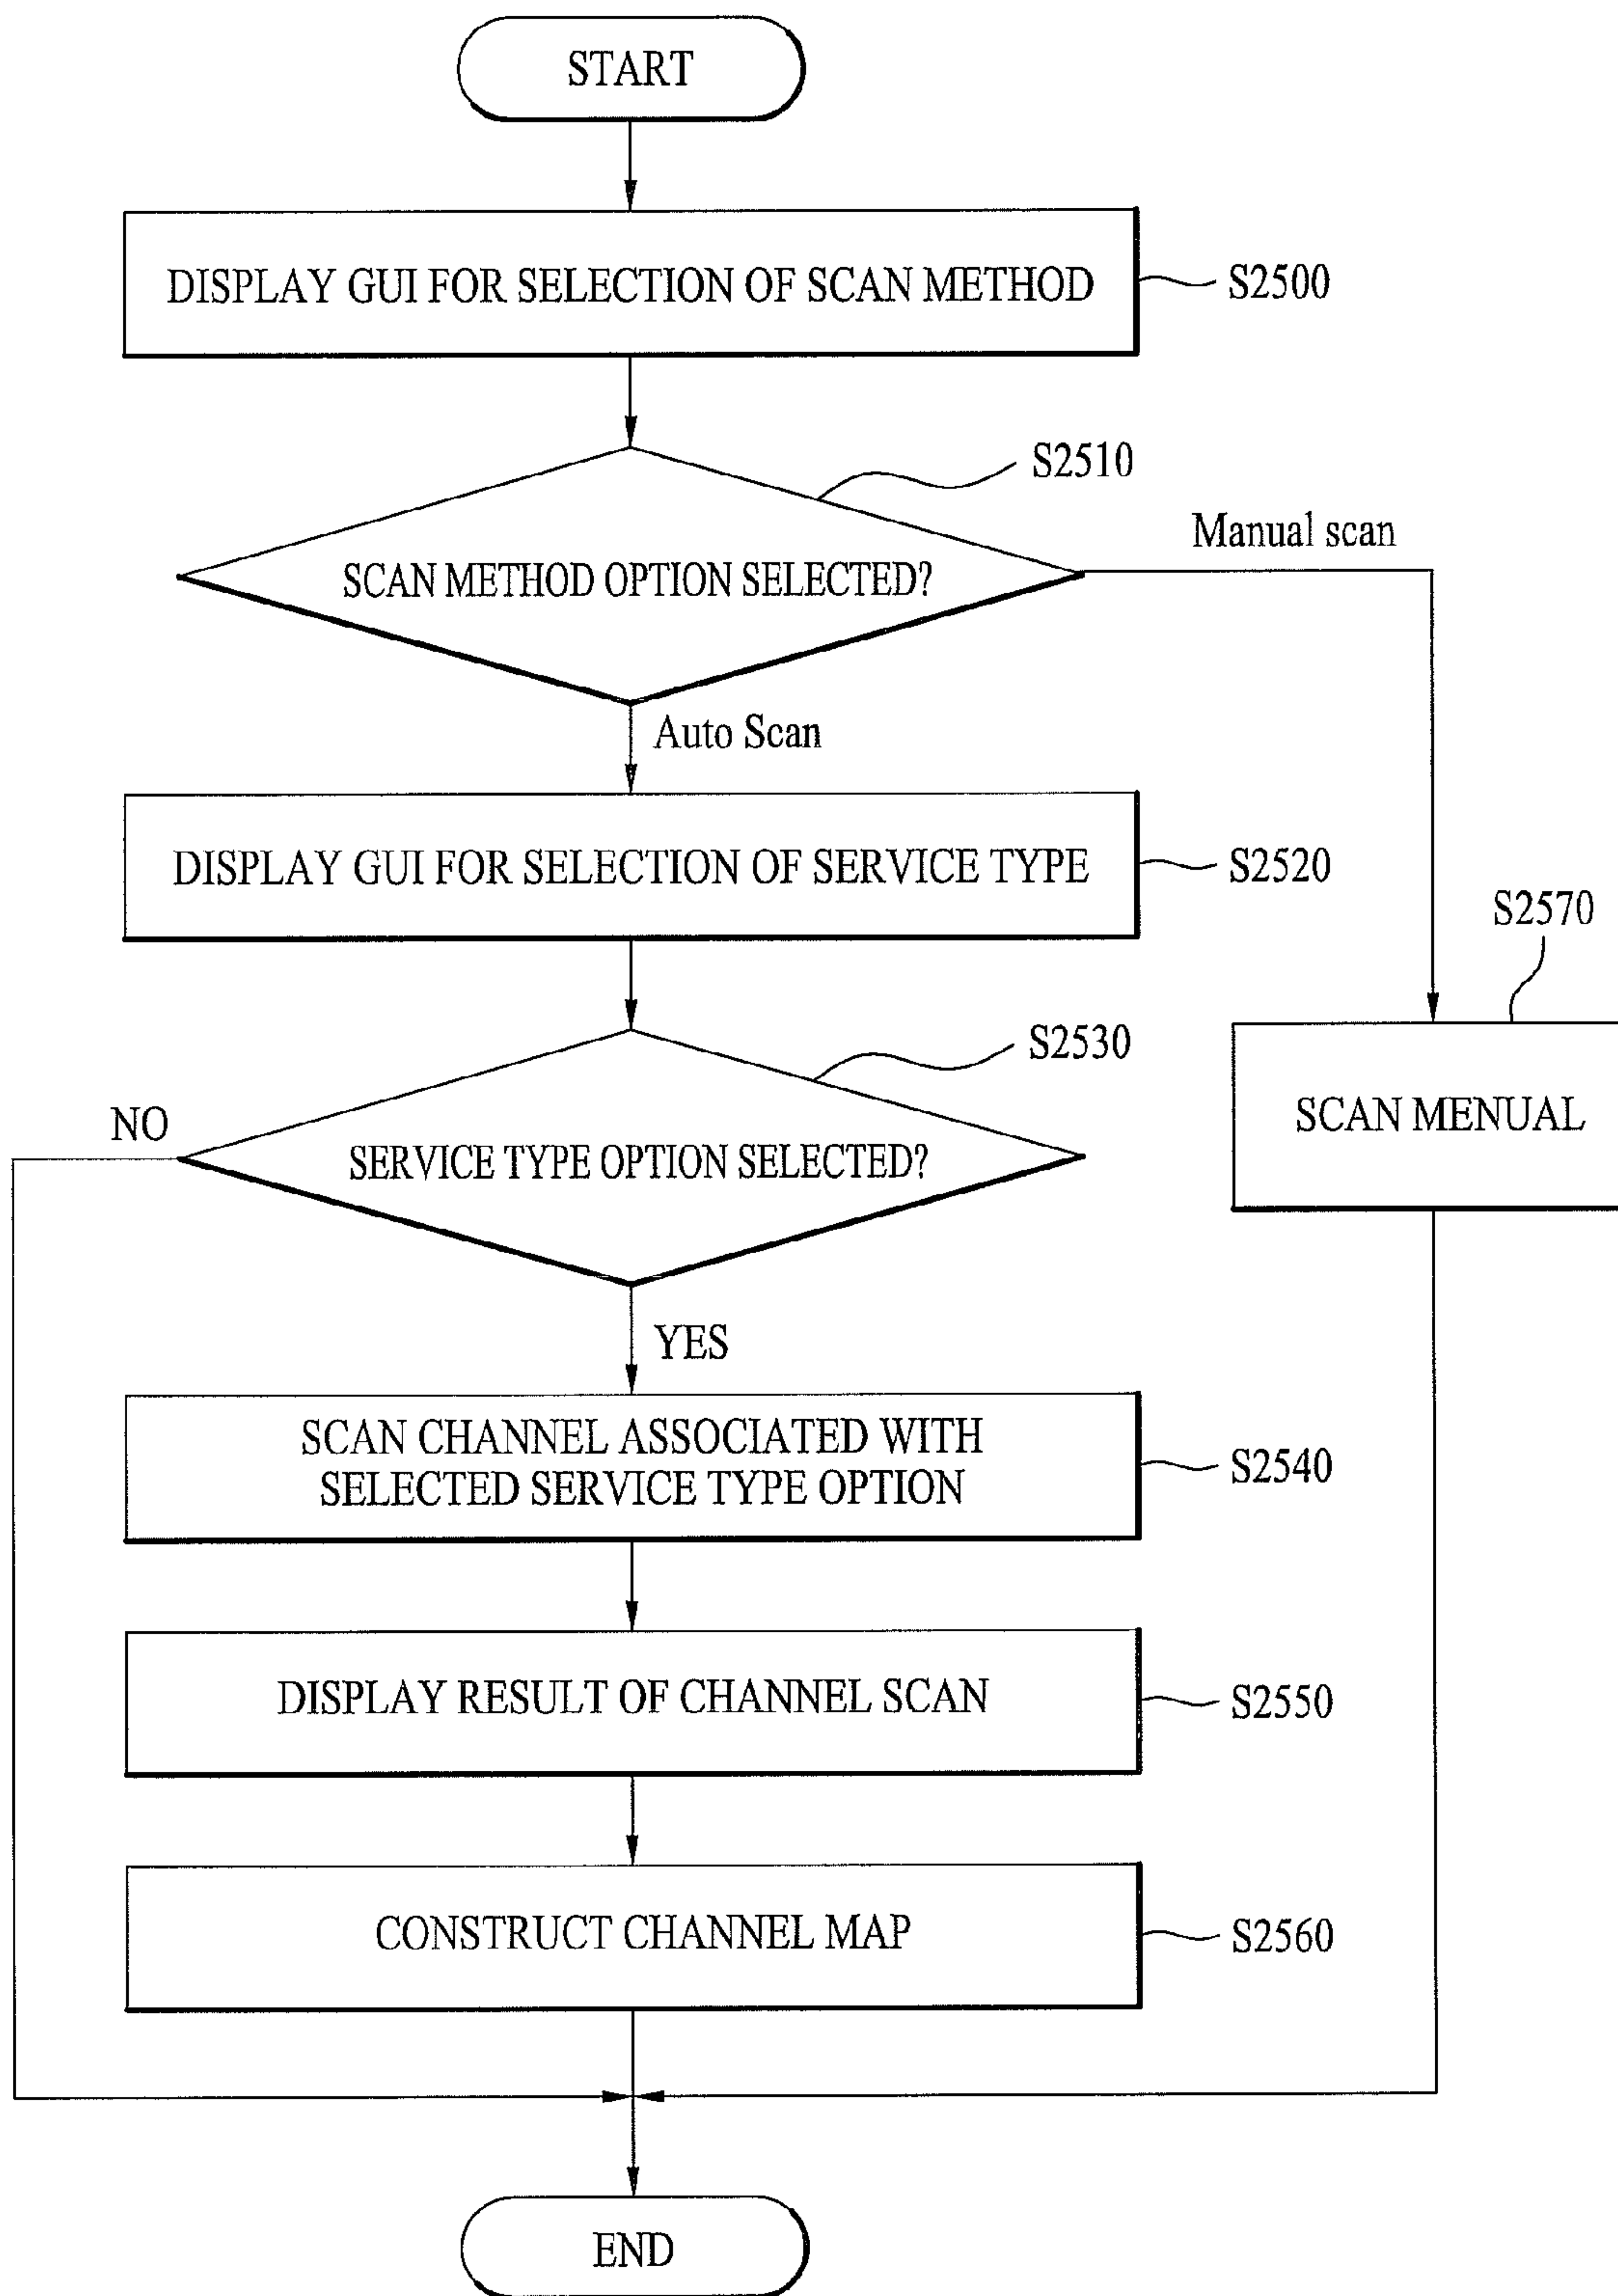 START
DISPLAY GUI FOR SELECTION OF SCAN METHOD
S2500
S2510
Manual scan
SCAN METHOD OPTION SELECTED?
Auto Scan
DISPLAY GUI FOR SELECTION OF SERVICE TYPE
S2520
S2570
S2530
NO
SCAN MENUAL
SERVICE TYPE OPTION SELECTED?
YES
SCAN CHANNEL ASSOCIATED WITH
SELECTED SERVICE TYPE OPTION
S2540
DISPLAY RESULT OF CHANNEL SCAN
S2550
CONSTRUCT CHANNEL MAP
S2560
END